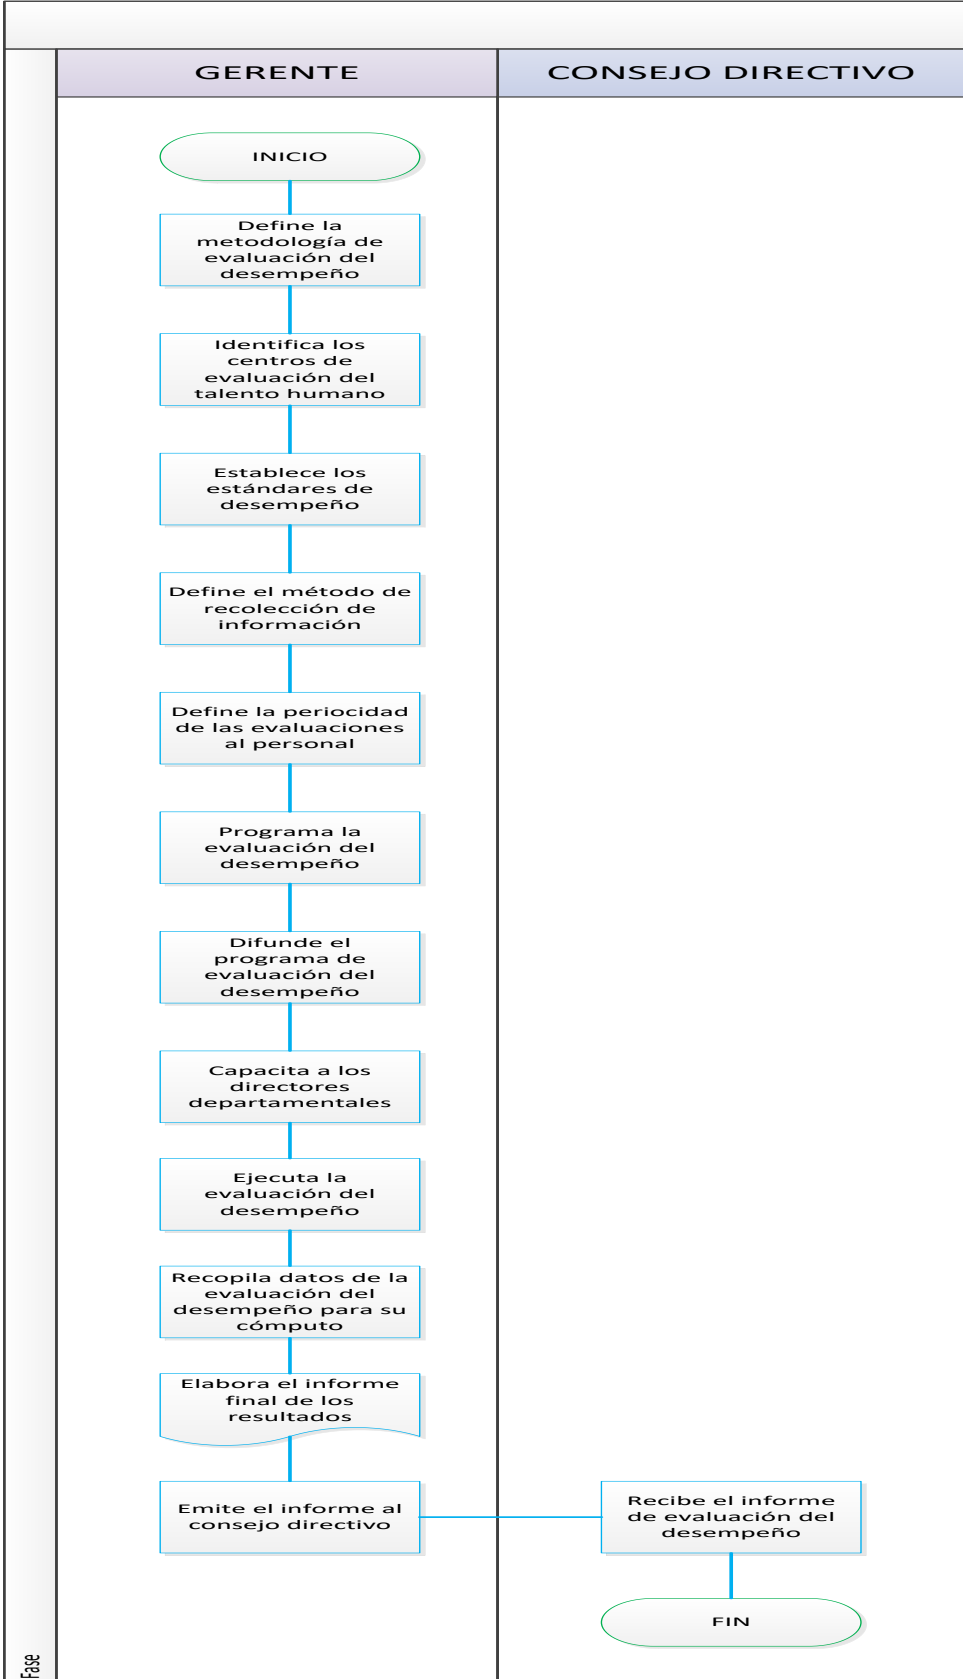 GERENTE
CONSEJO DIRECTIVO
INICIO
Define la
metodología de
evaluación del
desempeño
Identifica los
centros de
evaluación del
talento humano
Establece los
estándares de
desempeño
Define el método de
recolección de
información
Define la periocidad
de las evaluaciones
al personal
Programa la
evaluación del
desempeño
Difunde el
programa de
evaluación del
desempeño
Capacita a los
directores
departamentales
Ejecuta la
evaluación del
desempeño
Recopila datos de la
evaluación del
desempeño para su
cómputo
Elabora el informe
final de los
resultados
Emite el informe al
consejo directivo
Recibe el informe
de evaluación del
desempeño
FIN
Fase